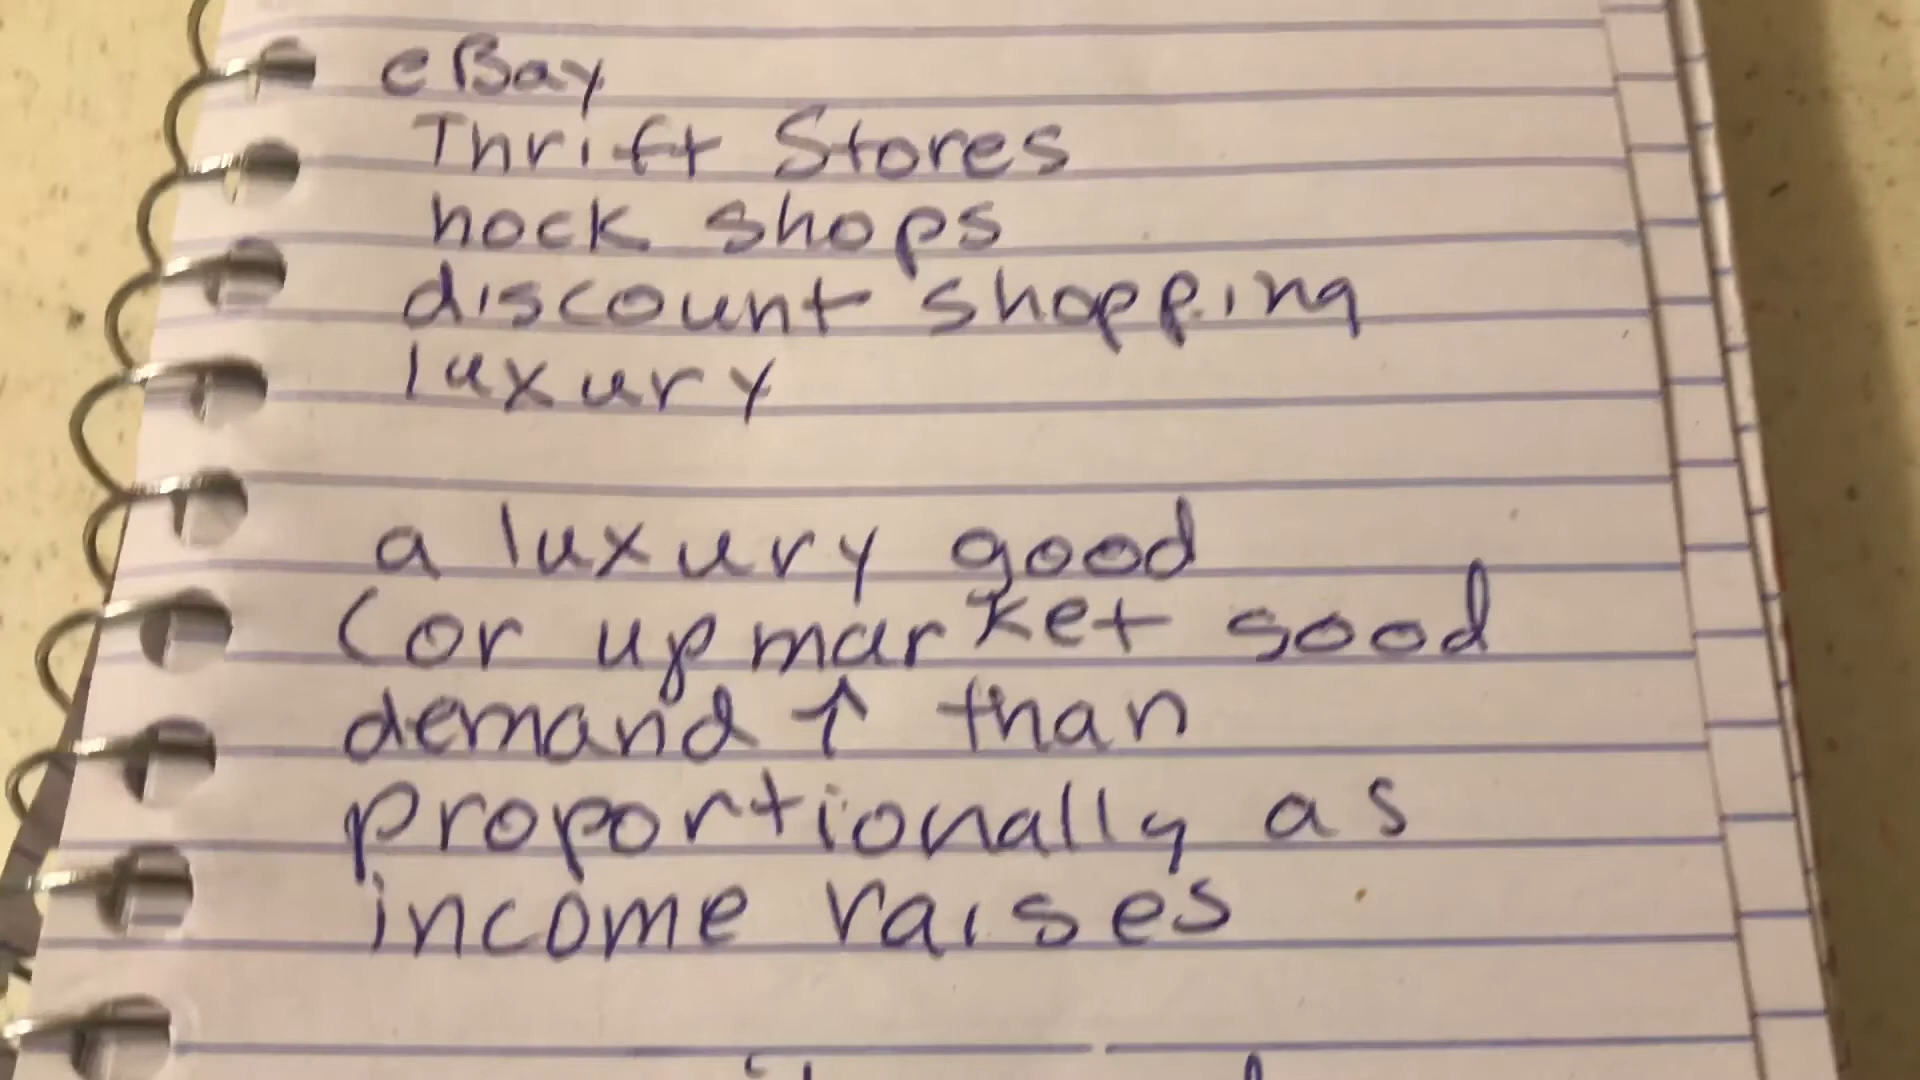 eBay
Thrift Stores
hock shops
discount shopping
luxury
a luxury good
(or upmarket good
demand ↑ than
proportionally as
income raises